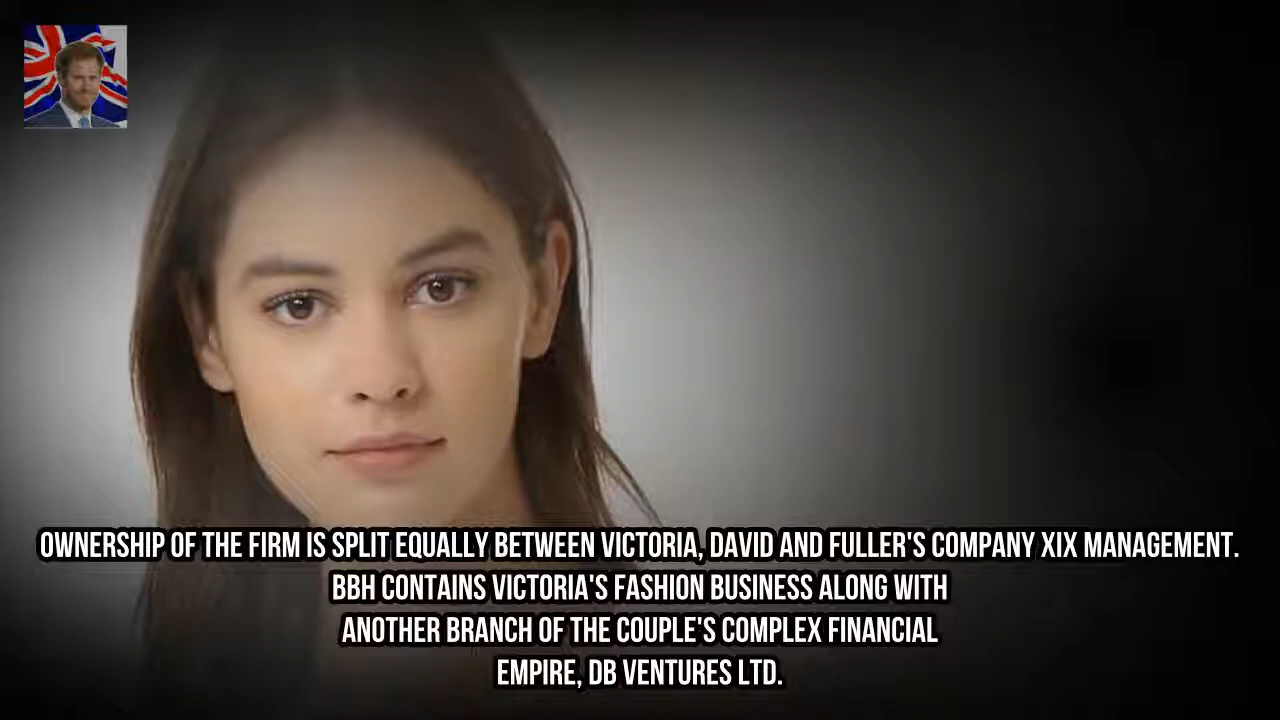 OWNERSHIP OF THE FIRM IS SPLIT EQUALLY BETWEEN VICTORIA, DAVID AND FULLER'S COMPANY XIX MANAGEMENT.
BBH CONTAINS VICTORIA'S FASHION BUSINESS ALONG WITH
ANOTHER BRANCH OF THE COUPLE'S COMPLEX FINANCIAL
EMPIRE, DB VENTURES LTD.